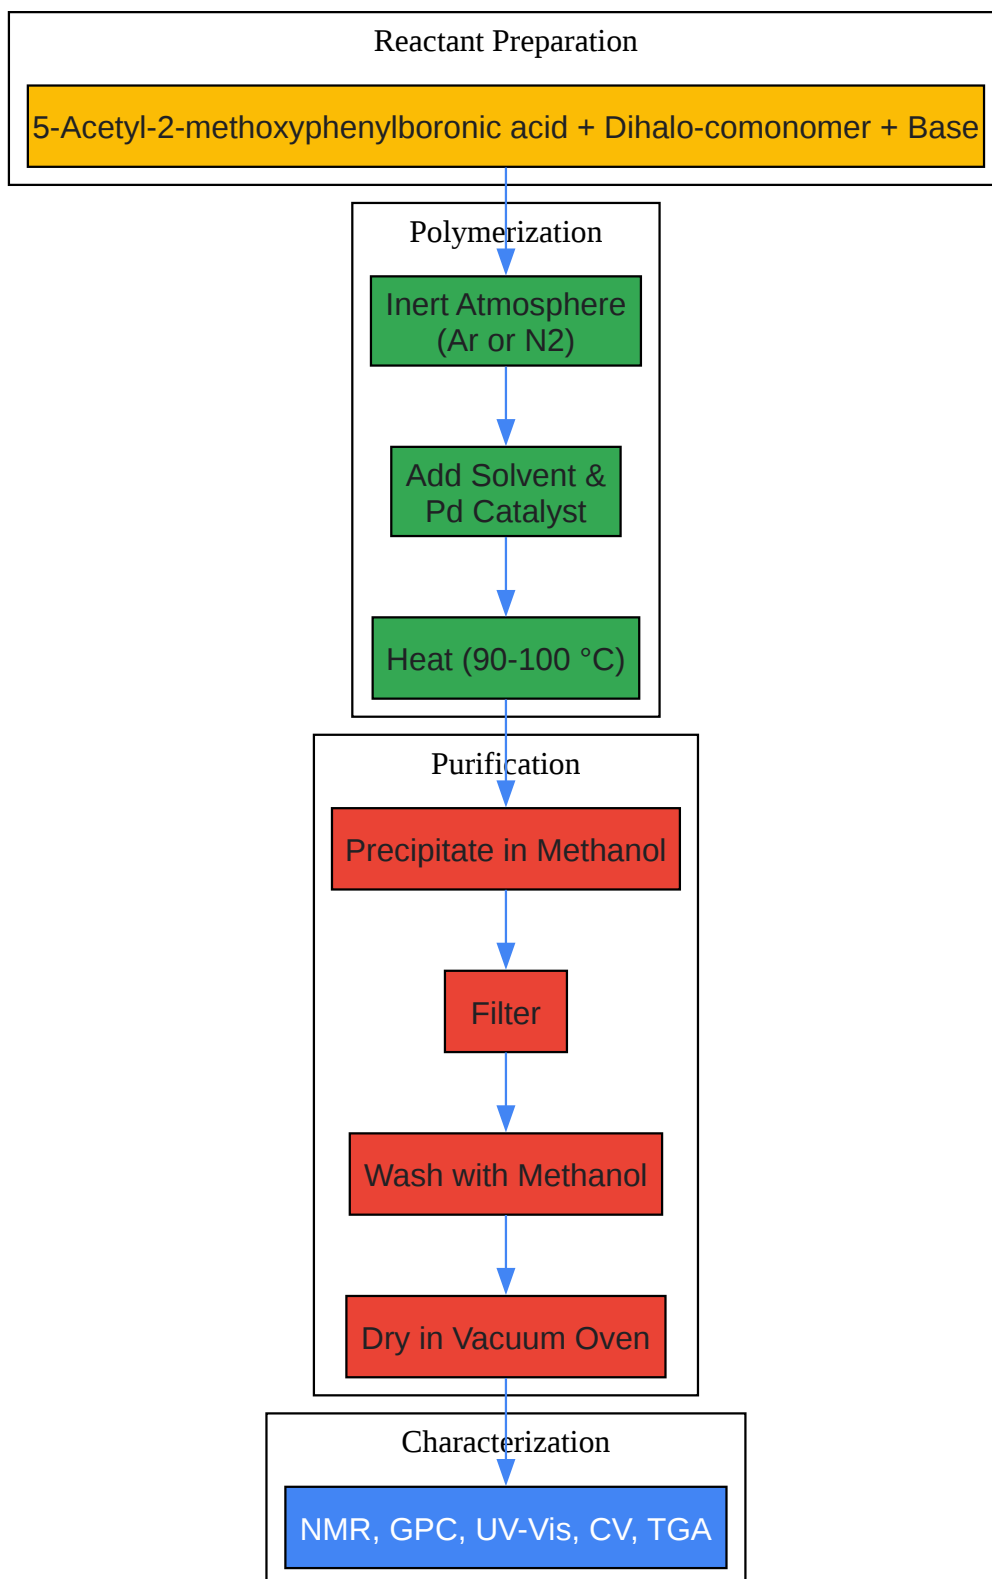 Reactant Preparation
5-Acetyl-2-methoxyphenylboronic acid + Dihalo-comonomer + Base
Polymerization
Inert Atmosphere
(Ar or N2)
Add Solvent &
Pd Catalyst
Heat (90-100 °C)
Purification
Precipitate in Methanol
Filter
Wash with Methanol
Dry in Vacuum Oven
Characterization
NMR, GPC, UV-Vis, CV, TGA